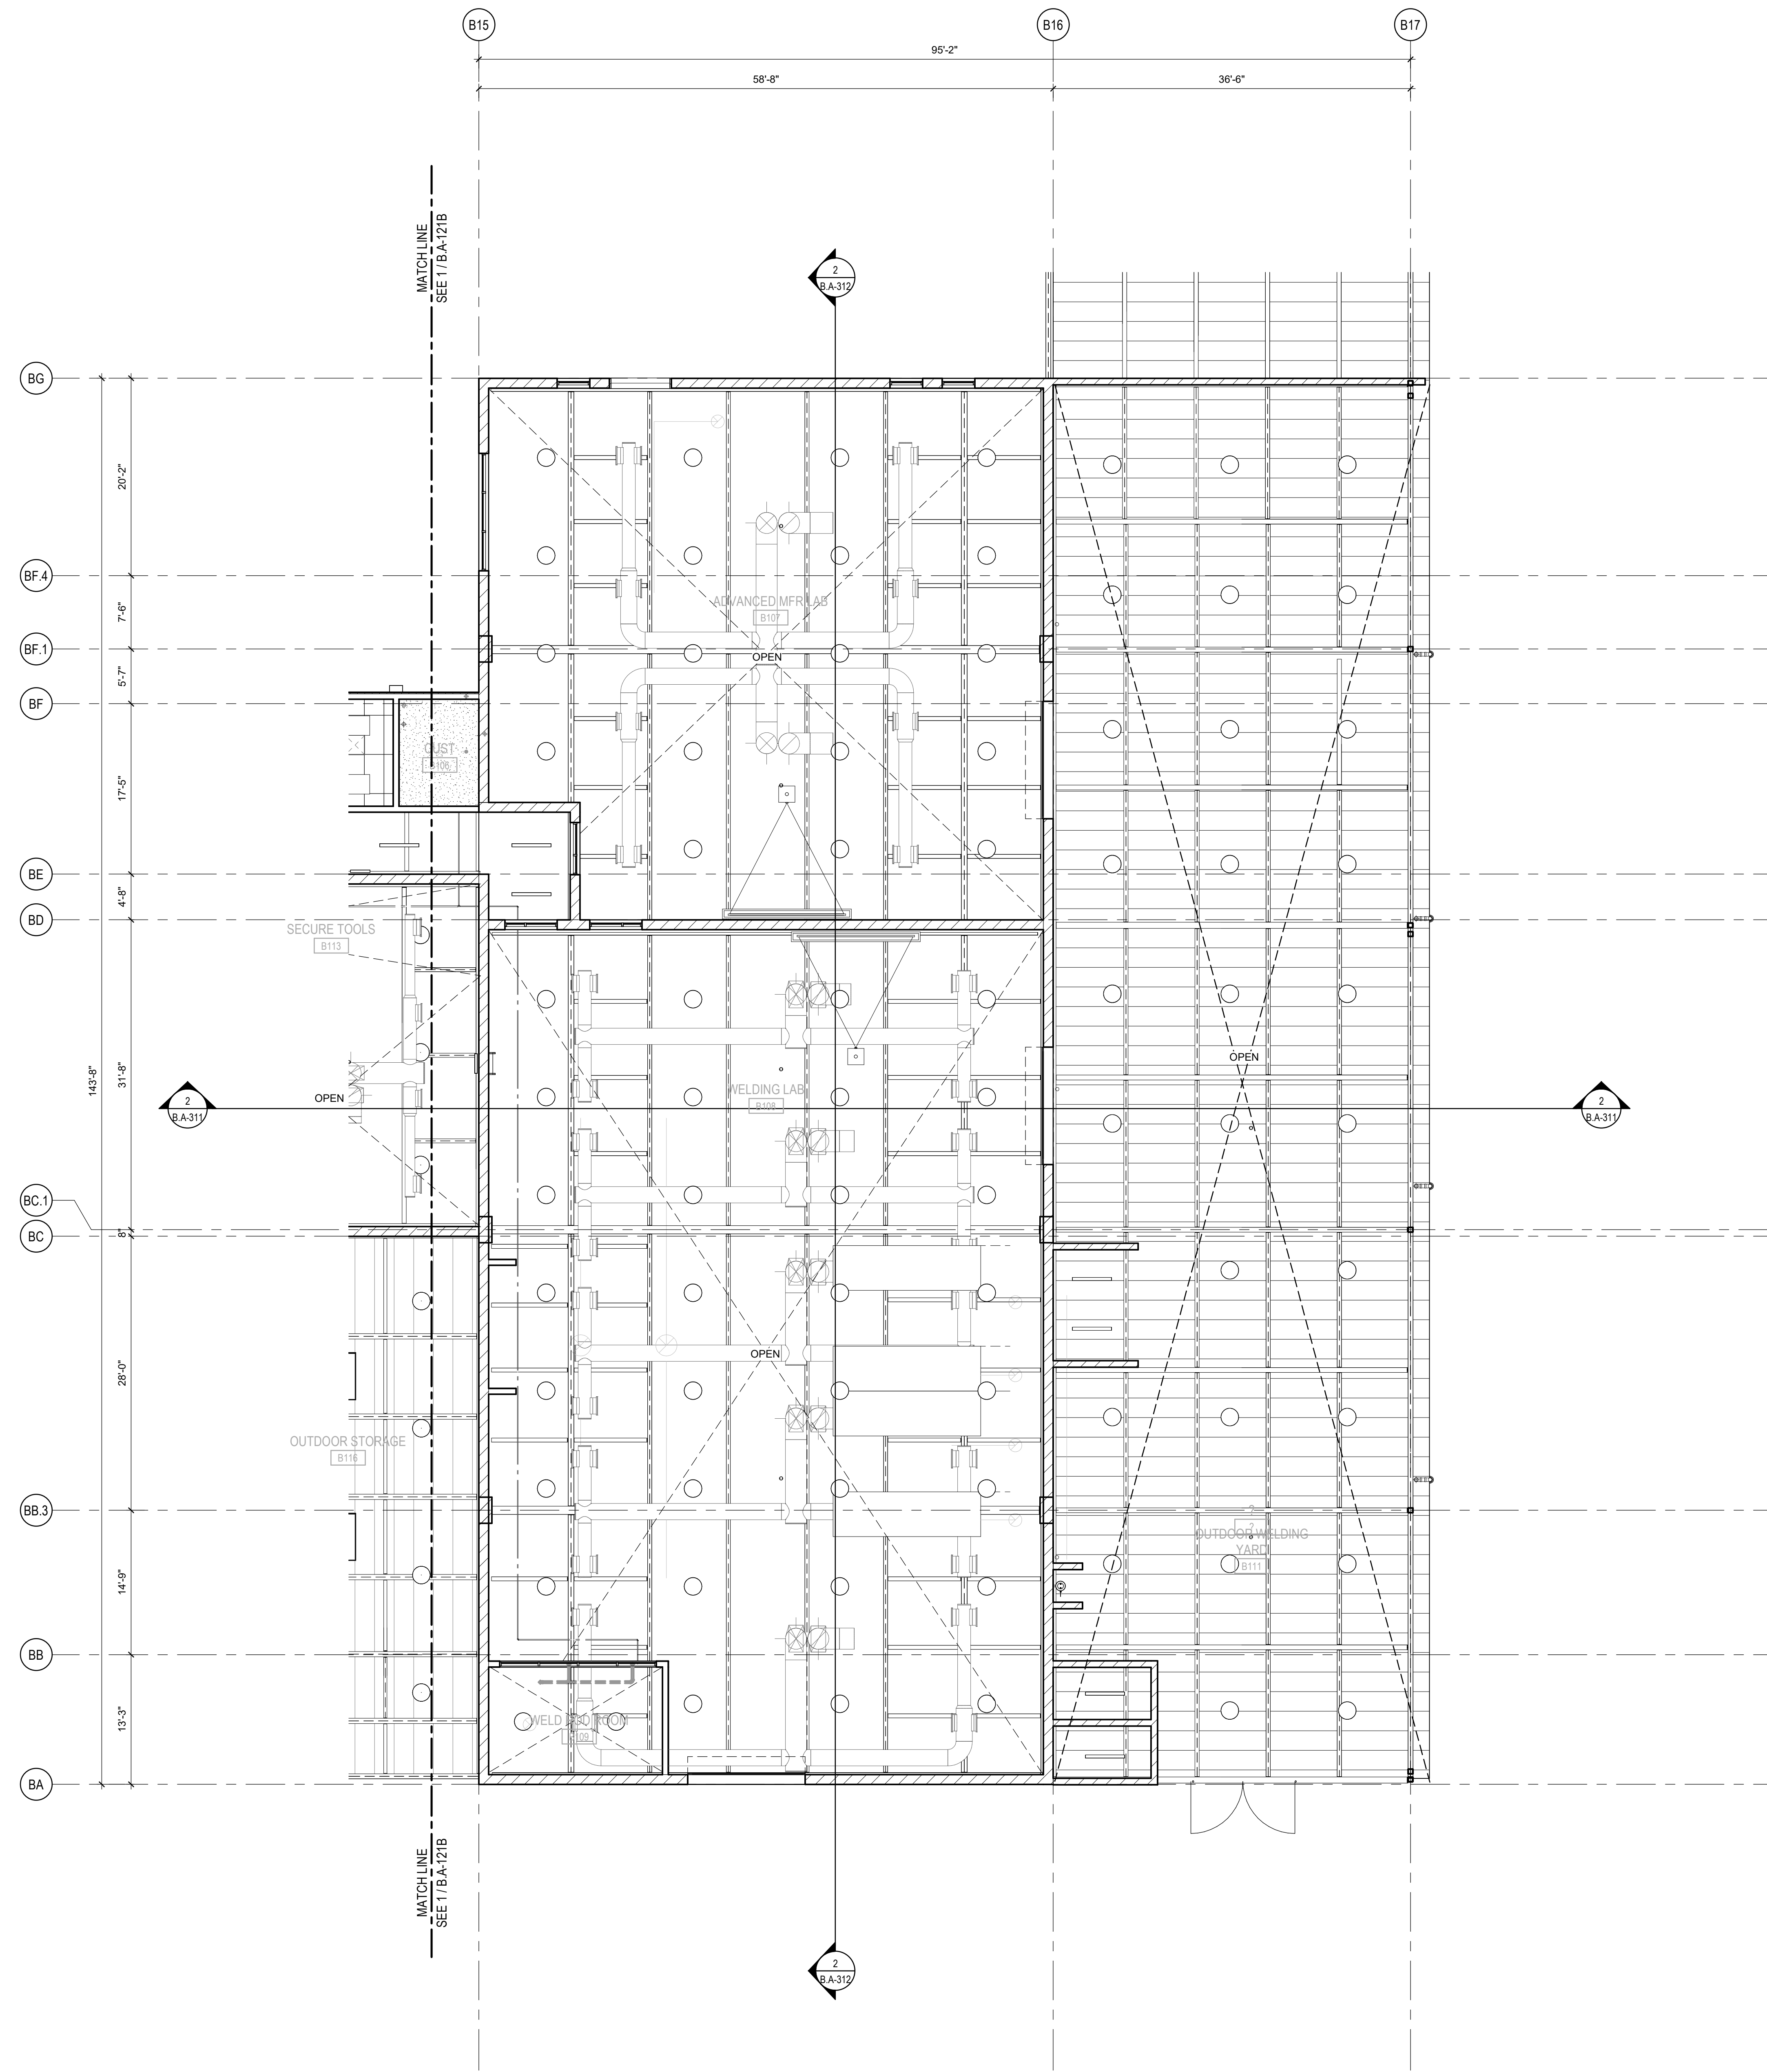 B15
B16
B17
95'-2"
58'-8"
36'-6"
MATCH LINE
SEE 1 / B.A-121B
2
B.A-312
BG
20'-2"
BF.4
7'-6"
ADVANCED MFR LAB
B107
BF.1
OPEN
5'-7"
BF
CUST
B106
17'-5"
BE
4'-8"
BD
SECURE TOOLS
B113
143'-8"
31'-8"
OPEN
WELDING LAB
B108
OPEN
2
B.A-311
2
B.A-311
BC.1
8"
BC
OPEN
28'-0"
OUTDOOR STORAGE
B116
BB.3
?
?
OUTDOOR WELDING
YARD
B111
14'-9"
BB
13'-3"
WELD ROOM
BA
MATCH LINE
SEE 1 / B.A-121B
2
B.A-312